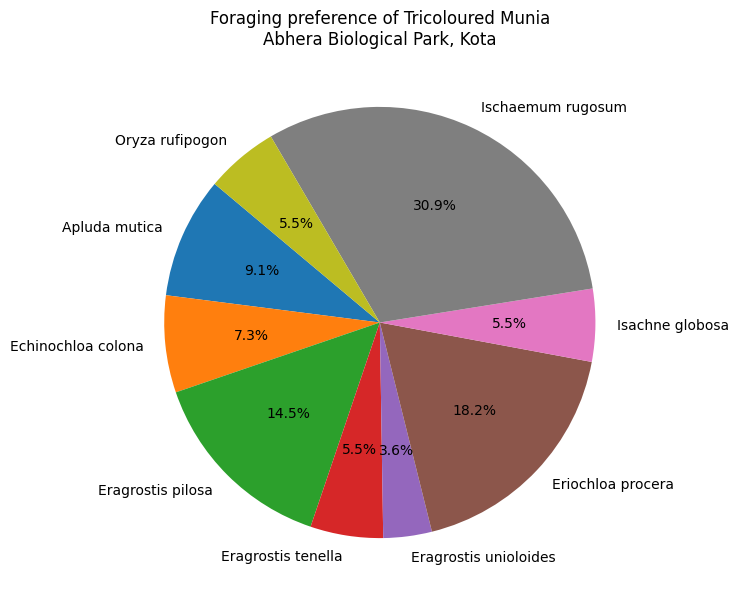 Foraging preference of Tricoloured Munia
Abhera Biological Park, Kota
Ischaemum rugosum
30.9%
Oryza rufipogon
5.5%
Apluda mutica
9.1%
Echinochloa colona
7.3%
Eragrostis pilosa
14.5%
Eragrostis tenella
5.5%
Eragrostis unioloides
3.6%
Eriochloa procera
18.2%
Isachne globosa
5.5%